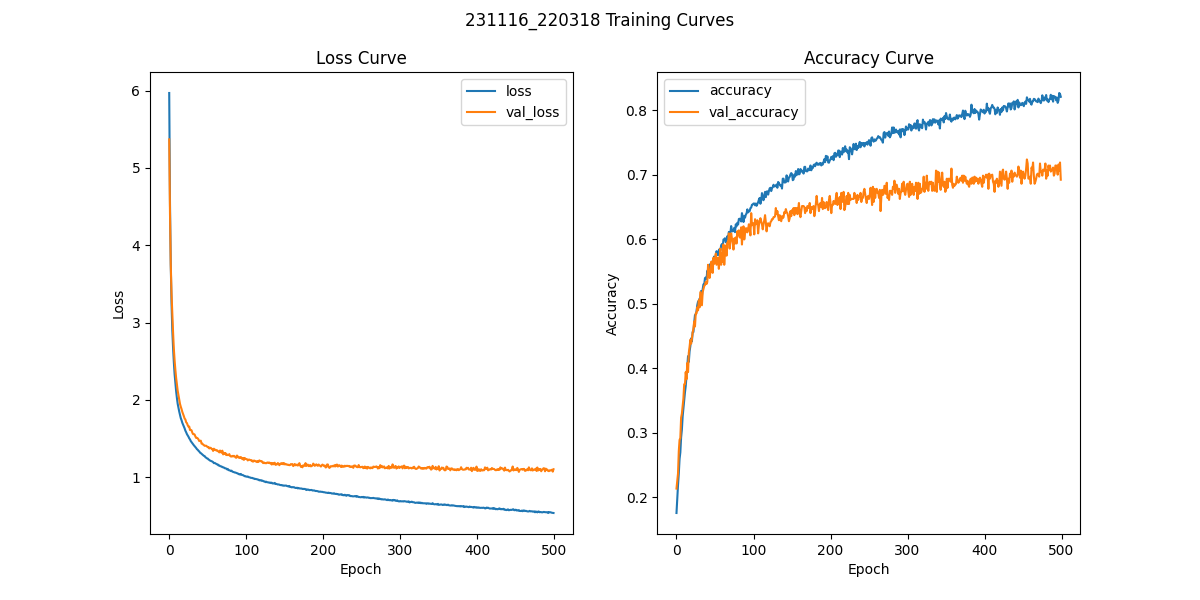 231116_220318 Training Curves
Loss Curve
6
5
4
3
2
1
0 100 200 300 400 500
Loss
Epoch
loss
val_loss
Accuracy Curve
0.8
0.7
0.6
0.5
0.4
0.3
0.2
0 100 200 300 400 500
Accuracy
Epoch
accuracy
val_accuracy